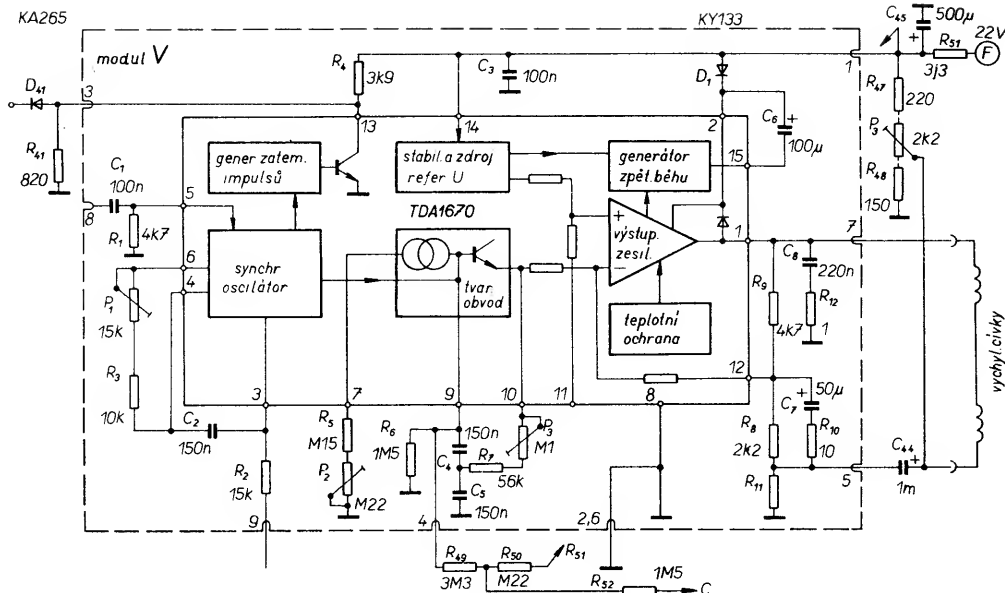 KA265
KY133
C45
500µ
22V
F
R51
3j3
modul V
R4
3k9
C3
100n
D1
1
R47
220
D41
3
13
14
2
C6
100µ
P3
2k2
R41
820
C1
100n
gener zatem.
impulsů
stabil. a zdroj
refer U
generátor
zpět. běhu
15
R48
150
8
5
R1
4k7
TDA1670
+
výstup.
zesil.
–
1
7
6
4
synchr
oscilátor
tvar.
obvod
C8
220n
R9
4k7
R12
1
P1
15k
teplotní
ochrana
vychyl. cívky
R3
10k
12
3
7
9
10
11
8
C2
150n
R5
M15
R6
1M5
150n
C4
P3
M1
50µ
C7
R8
2k2
R10
10
R2
15k
P2
M22
R7
56k
C5
150n
R11
C44
1m
5
9
4
2,6
R49
3M3
R50
M22
R51
R52
1M5
C